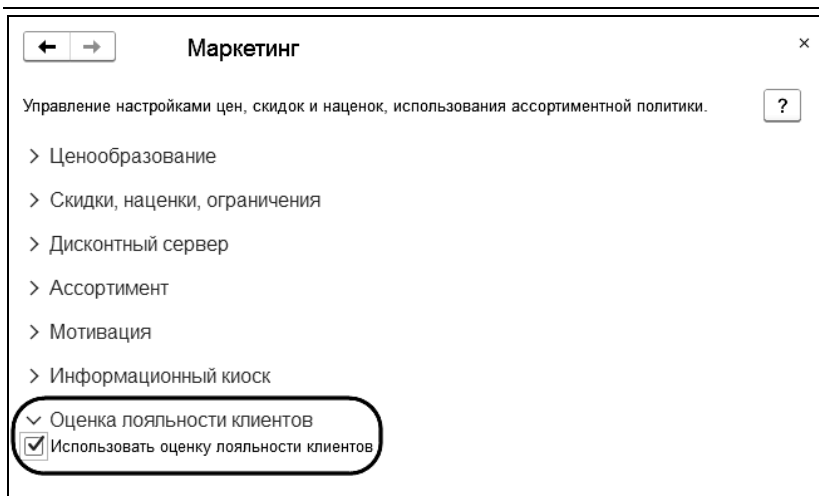 Маркетинг
Управление настройками цен, скидок и наценок, использования ассортиментной политики.
?
Ценообразование
Скидки, наценки, ограничения
Дисконтный сервер
Ассортимент
Мотивация
Информационный киоск
Оценка лояльности клиентов
Использовать оценку лояльности клиентов